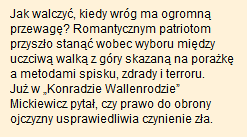 Jak walczyć, kiedy wróg ma ogromną
przewagę? Romantycznym patriotom
przyszło stanąć wobec wyboru między
uczciwą walką z góry skazaną na porażkę
a metodami spisku, zdrady i terroru.
Już w „Konradzie Wallenrodzie”
Mickiewicz pytał, czy prawo do obrony
ojczyzny usprawiedliwia czynienie zła.